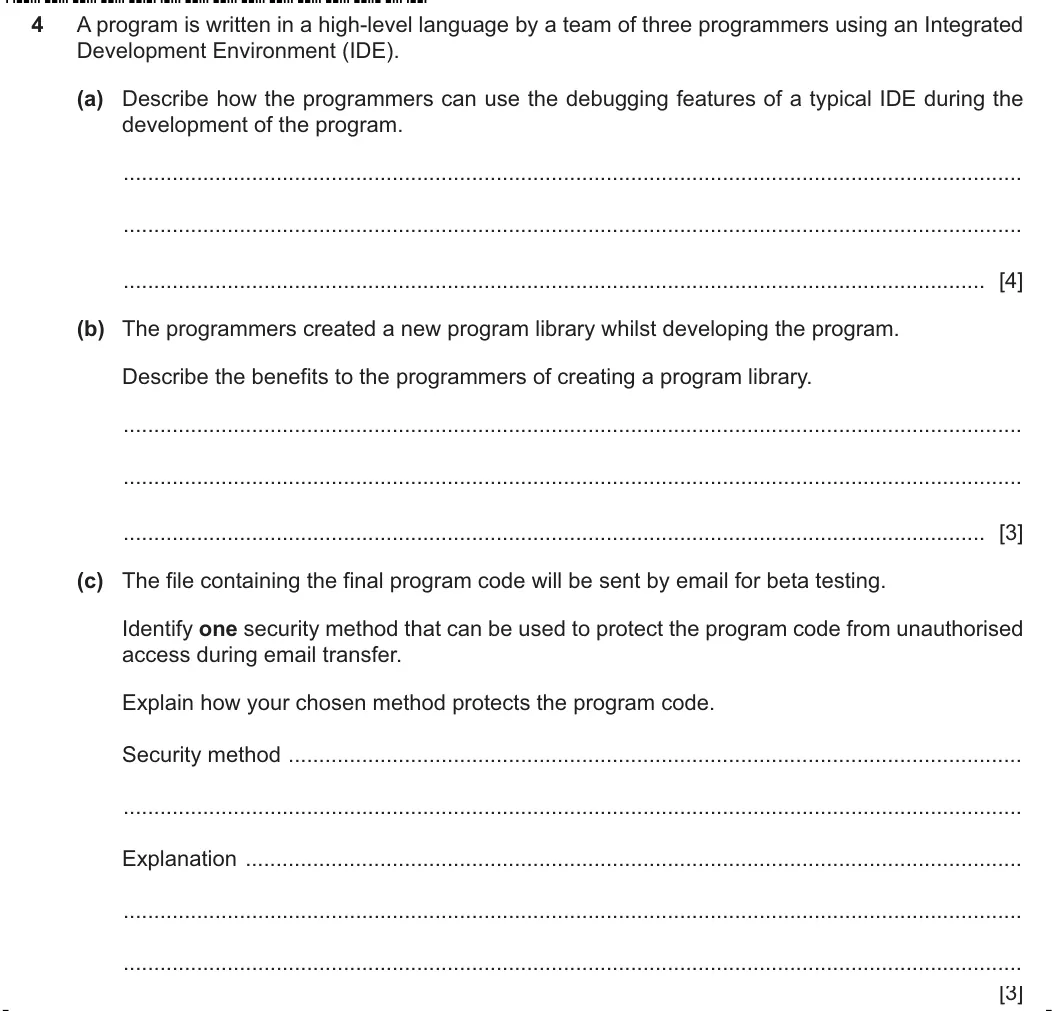 4 A program is written in a high-level language by a team of three programmers using an Integrated
Development Environment (IDE).
(a) Describe how the programmers can use the debugging features of a typical IDE during the
development of the program.
..........................................................................................
..........................................................................................
.......................................................................................... [4]
(b) The programmers created a new program library whilst developing the program.
Describe the benefits to the programmers of creating a program library.
..........................................................................................
..........................................................................................
.......................................................................................... [3]
(c) The file containing the final program code will be sent by email for beta testing.
Identify one security method that can be used to protect the program code from unauthorised
access during email transfer.
Explain how your chosen method protects the program code.
Security method ..........................................................................................
..........................................................................................
Explanation ..........................................................................................
..........................................................................................
..........................................................................................
[3]